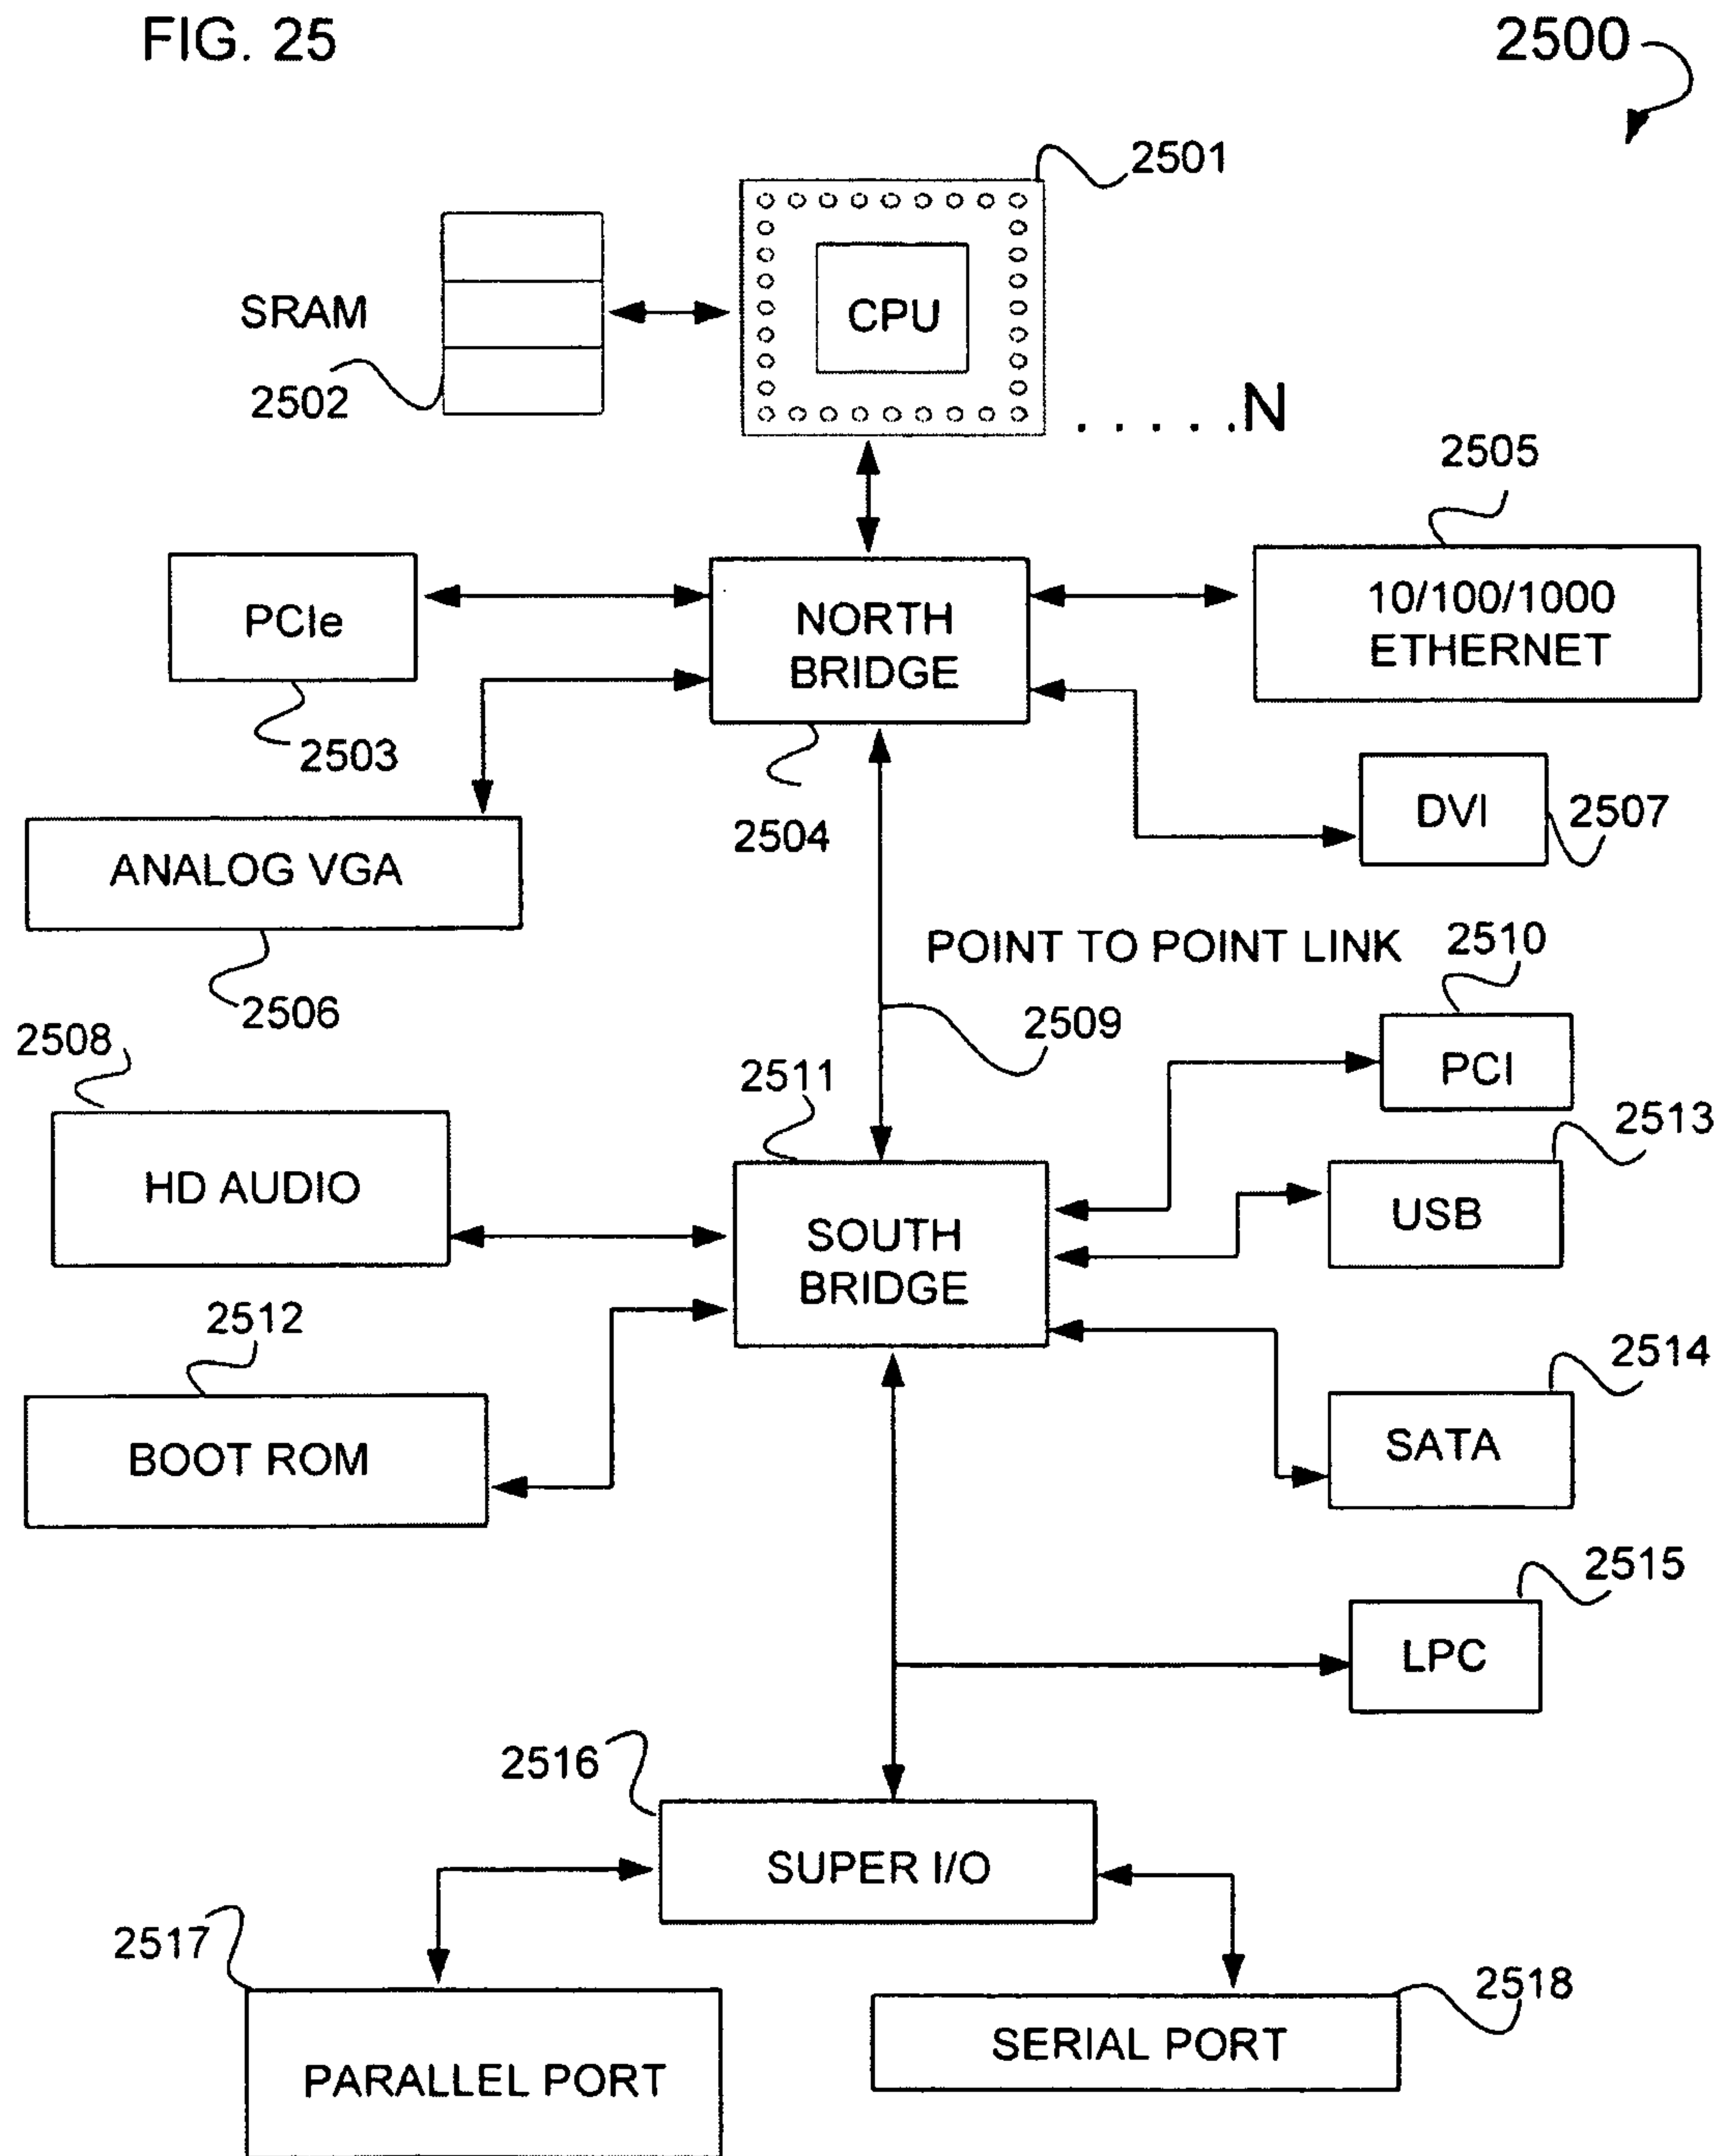 FIG. 25
2500
2501
SRAM
CPU
2502
. . . . . N
2505
PCIe
NORTH
BRIDGE
10/100/1000
ETHERNET
2503
2504
DVI
2507
ANALOG VGA
2506
POINT TO POINT LINK
2510
2508
2509
2511
PCI
2513
HD AUDIO
USB
SOUTH
BRIDGE
2512
2514
BOOT ROM
SATA
2515
LPC
2516
SUPER I/O
2517
2518
SERIAL PORT
PARALLEL PORT